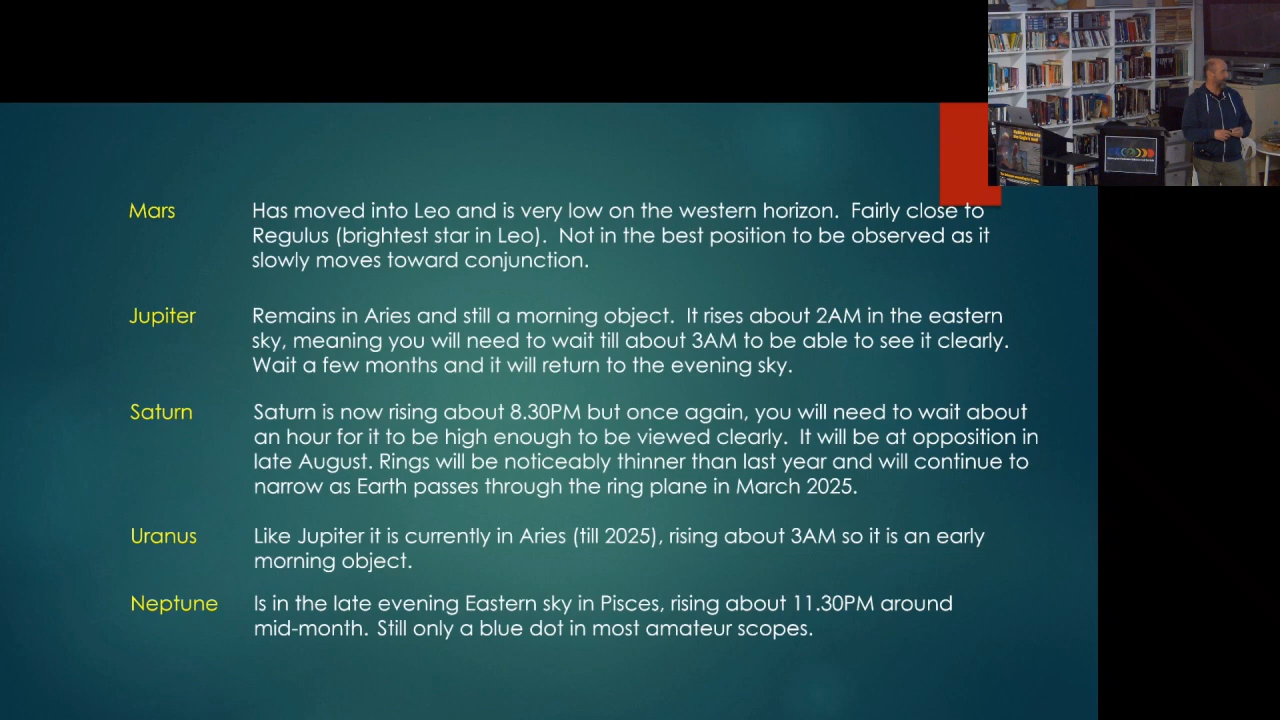 Mars
Has moved into Leo and is very low on the western horizon.  Fairly close to
Regulus (brightest star in Leo).  Not in the best position to be observed as it
slowly moves toward conjunction.
Jupiter
Remains in Aries and still a morning object.  It rises about 2AM in the eastern
sky, meaning you will need to wait till about 3AM to be able to see it clearly.
Wait a few months and it will return to the evening sky.
Saturn
Saturn is now rising about 8.30PM but once again, you will need to wait about
an hour for it to be high enough to be viewed clearly.  It will be at opposition in
late August. Rings will be noticeably thinner than last year and will continue to
narrow as Earth passes through the ring plane in March 2025.
Uranus
Like Jupiter it is currently in Aries (till 2025), rising about 3AM so it is an early
morning object.
Neptune
Is in the late evening Eastern sky in Pisces, rising about 11.30PM around
mid-month. Still only a blue dot in most amateur scopes.